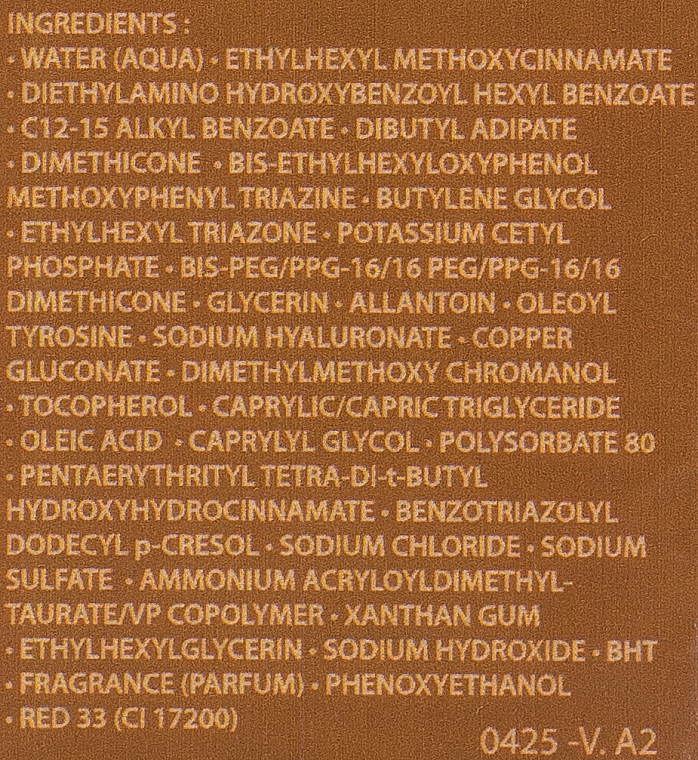 INGREDIENTS :
• WATER (AQUA) • ETHYLHEXYL METHOXYCINNAMATE
• DIETHYLAMINO HYDROXYBENZOYL HEXYL BENZOATE
• C12-15 ALKYL BENZOATE • DIBUTYL ADIPATE
• DIMETHICONE • BIS-ETHYLHEXYLOXYPHENOL
METHOXYPHENYL TRIAZINE • BUTYLENE GLYCOL
• ETHYLHEXYL TRIAZONE • POTASSIUM CETYL
PHOSPHATE • BIS-PEG/PPG-16/16 PEG/PPG-16/16
DIMETHICONE • GLYCERIN • ALLANTOIN • OLEOYL
TYROSINE • SODIUM HYALURONATE • COPPER
GLUCONATE • DIMETHYLMETHOXY CHROMANOL
• TOCOPHEROL • CAPRYLIC/CAPRIC TRIGLYCERIDE
• OLEIC ACID • CAPRYLYL GLYCOL • POLYSORBATE 80
• PENTAERYTHRITYL TETRA-DI-t-BUTYL
HYDROXYHYDROCINNAMATE • BENZOTRIAZOLYL
DODECYL p-CRESOL • SODIUM CHLORIDE • SODIUM
SULFATE • AMMONIUM ACRYLOYLDIMETHYL-
TAURATE/VP COPOLYMER • XANTHAN GUM
• ETHYLHEXYLGLYCERIN • SODIUM HYDROXIDE • BHT
• FRAGRANCE (PARFUM) • PHENOXYETHANOL
• RED 33 (CI 17200)
0425 -V. A2